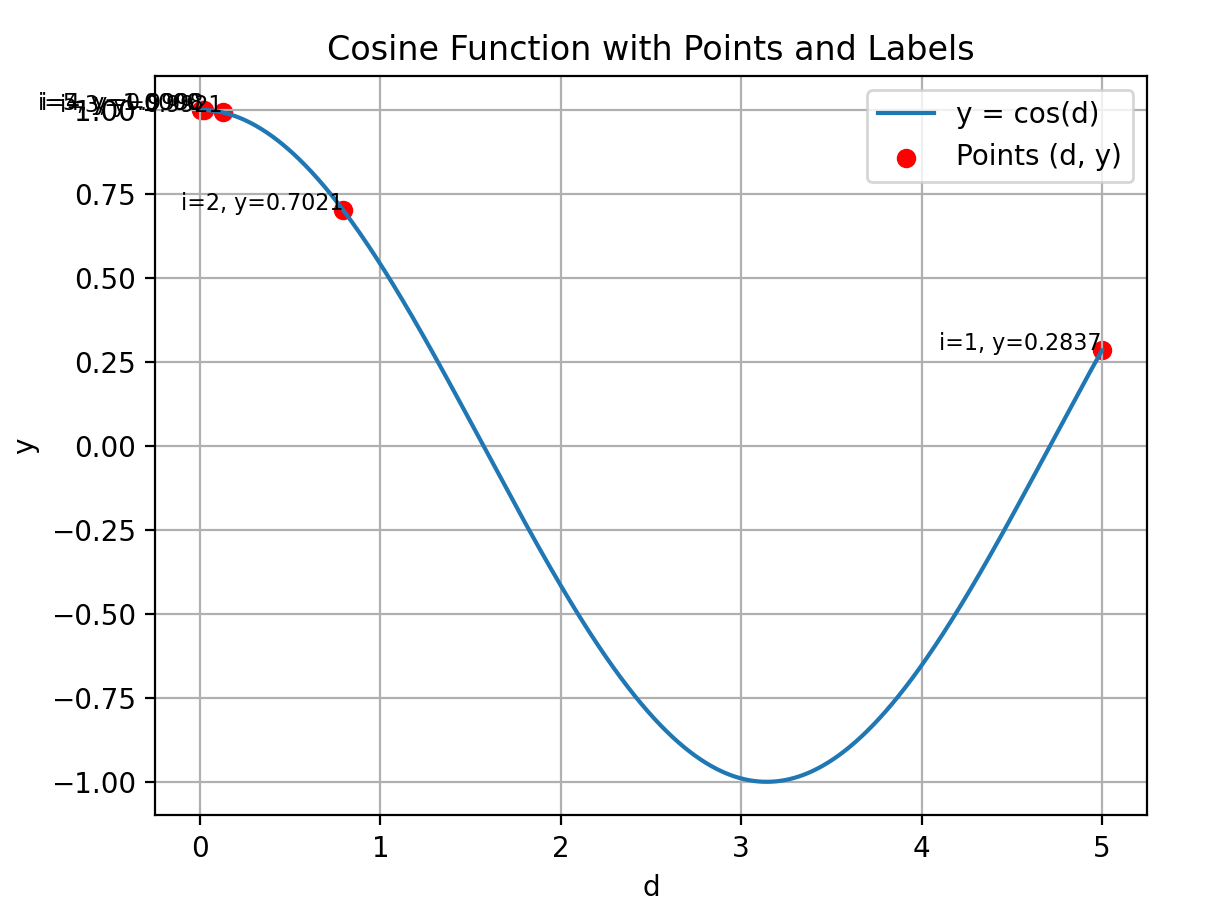 Cosine Function with Points and Labels
y = cos(d)
Points (d, y)
1.00
0.75
0.50
0.25
0.00
−0.25
−0.50
−0.75
−1.00
i=2, y=0.7021
i=1, y=0.2837
y
0 1 2 3 4 5
d